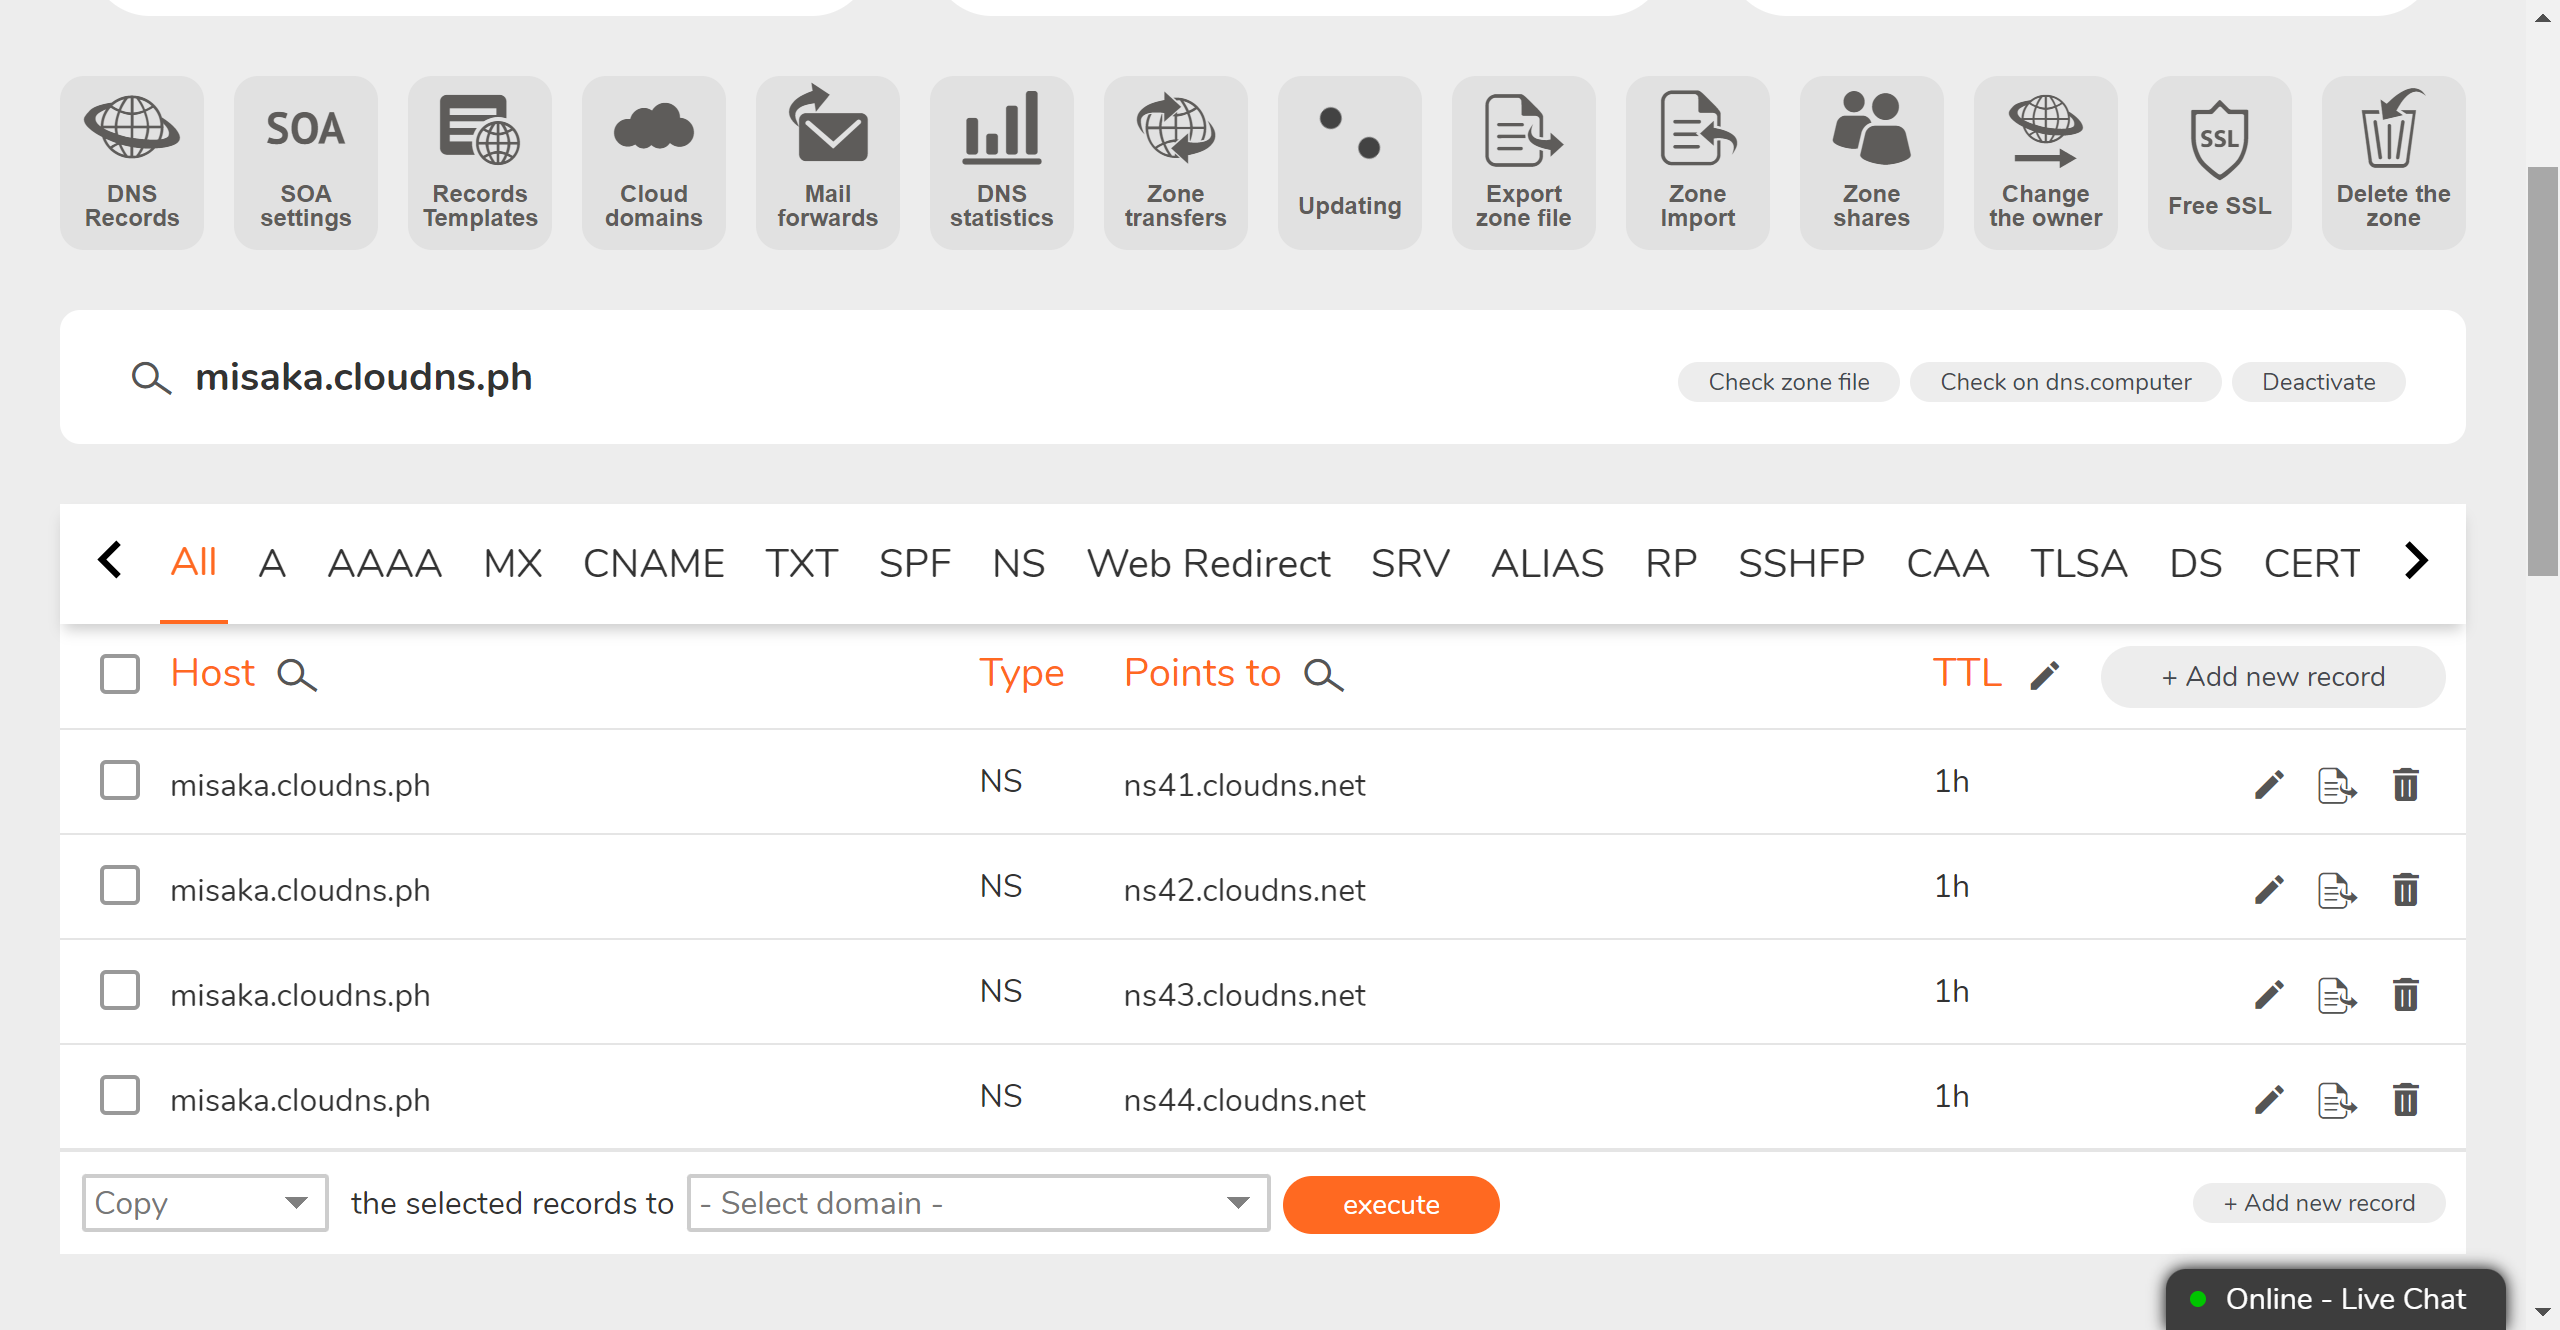 DNS Records
SOA
SOA settings
Records Templates
Cloud domains
Mail forwards
DNS statistics
Zone transfers
Updating
Export zone file
Zone Import
Zone shares
Change the owner
SSL
Free SSL
Delete the zone
misaka.cloudns.ph
Check zone file
Check on dns.computer
Deactivate
All A AAAA MX CNAME TXT SPF NS Web Redirect SRV ALIAS RP SSHFP CAA TLSA DS CERT
Host Type Points to TTL + Add new record
misaka.cloudns.ph NS ns41.cloudns.net 1h
misaka.cloudns.ph NS ns42.cloudns.net 1h
misaka.cloudns.ph NS ns43.cloudns.net 1h
misaka.cloudns.ph NS ns44.cloudns.net 1h
Copy the selected records to - Select domain - execute + Add new record
Online - Live Chat